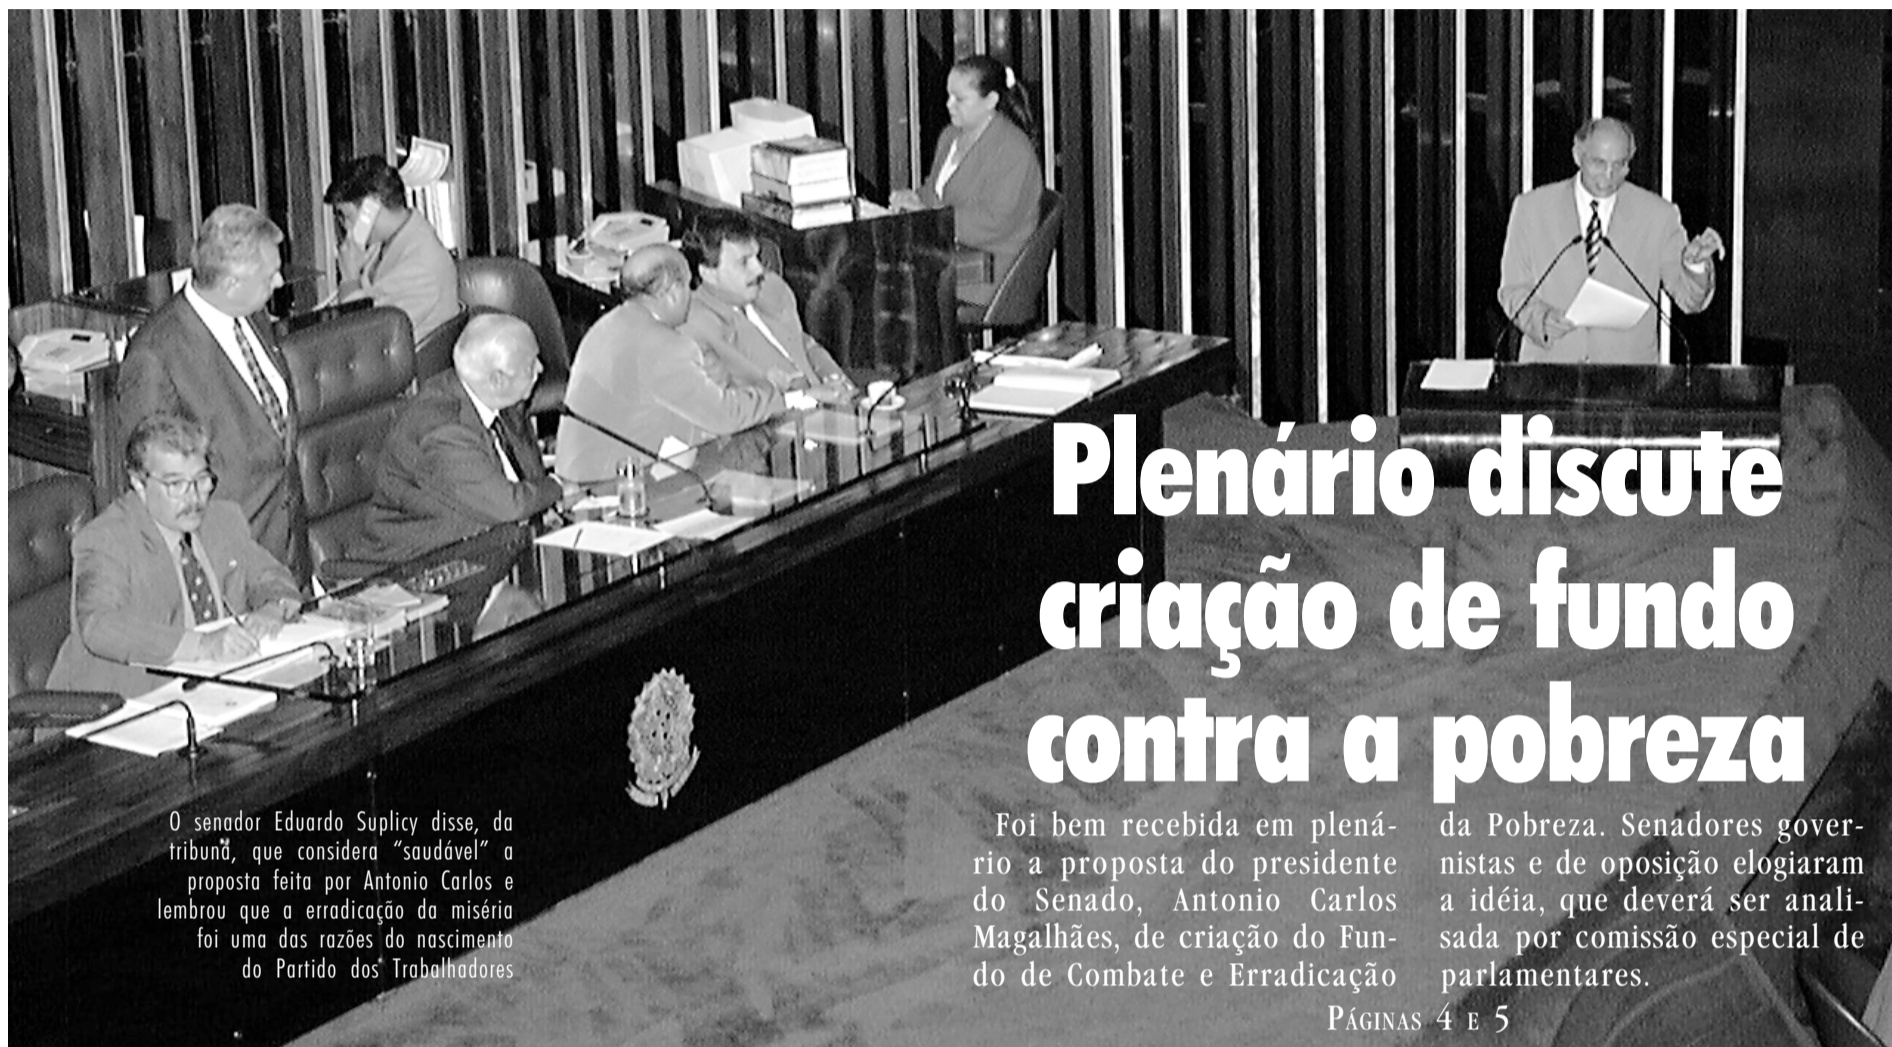 Plenário discute
criação de fundo
contra a pobreza
O senador Eduardo Suplicy disse, da
tribuna, que considera “saudável” a
proposta feita por Antonio Carlos e
lembrou que a erradicação da miséria
foi uma das razões do nascimento
do Partido dos Trabalhadores
Foi bem recebida em plená-
rio a proposta do presidente
do Senado, Antonio Carlos
Magalhães, de criação do Fun-
do de Combate e Erradicação
da Pobreza. Senadores gover-
nistas e de oposição elogiaram
a idéia, que deverá ser anali-
sada por comissão especial de
parlamentares.
PÁGINAS 4 E 5